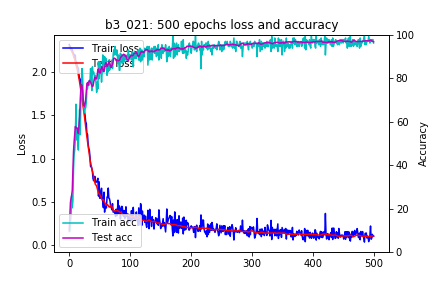 b3_021: 500 epochs loss and accuracy
Train loss
Test loss
2.0
1.5
1.0
0.5
0.0
Loss
100
80
60
40
20
0
Accuracy
Train acc
Test acc
0
100
200
300
400
500